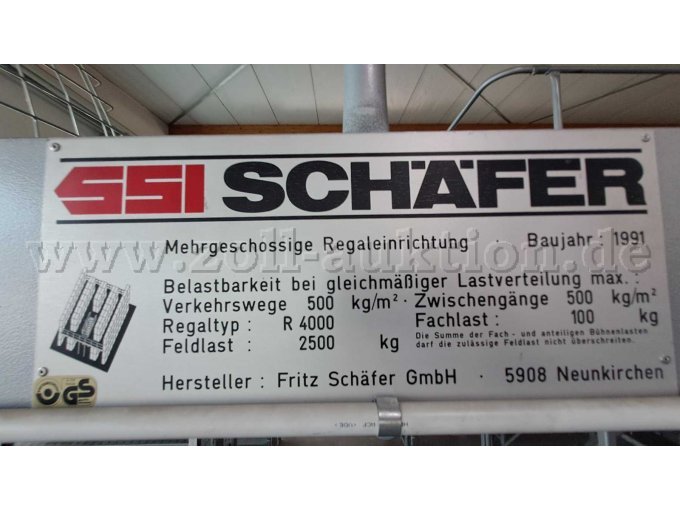 SSI SCHÄFER
Mehrgeschossige Regaleinrichtung · Baujahr 1991
www.zoll-auktion.de
Belastbarkeit bei gleichmäßiger Lastverteilung max. :
Verkehrswege 500 kg/m² · Zwischengänge 500 kg/m²
Regaltyp : R 4000 Fachlast : 100 kg
Feldlast : 2500 kg
Die Summe der Fach - und anteiligen Bühnenlasten
darf die zulässige Feldlast nicht überschreiten.
Hersteller : Fritz Schäfer GmbH · 5908 Neunkirchen
GS